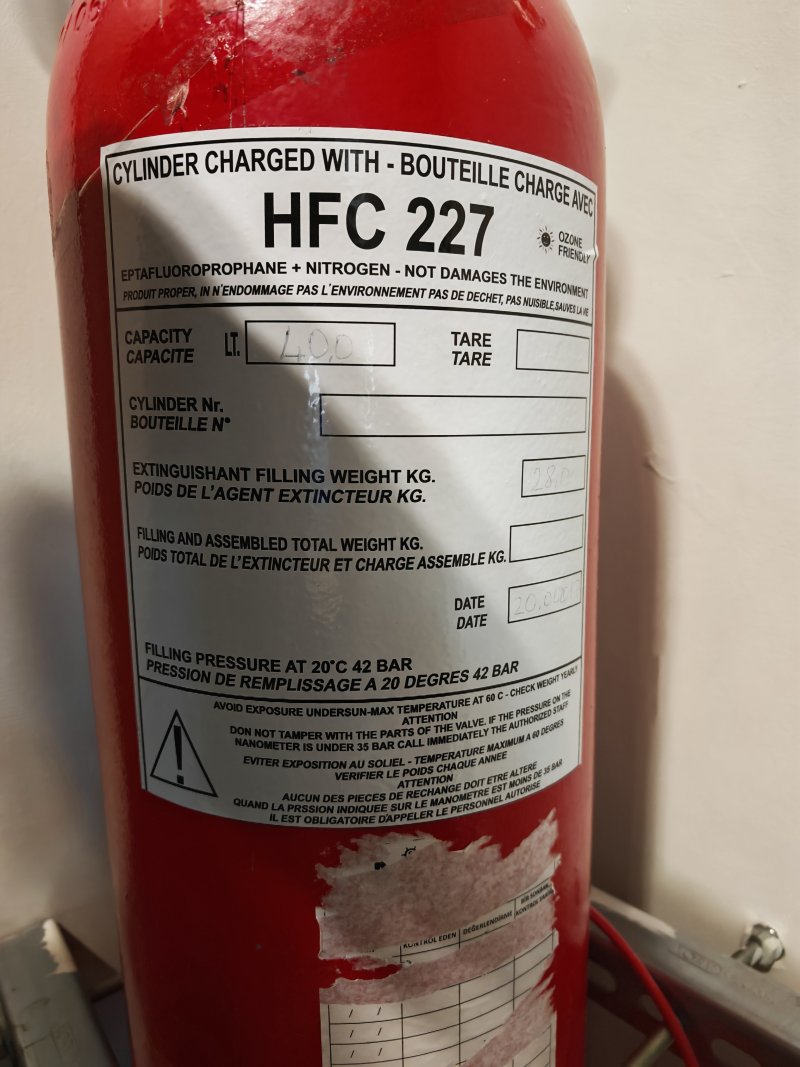 CYLINDER CHARGED WITH - BOUTEILLE CHARGE AVEC
HFC 227
OZONE
FRIENDLY
EPTAFLUOROPROPHANE + NITROGEN - NOT DAMAGES THE ENVIRONMENT
PRODUIT PROPER, IN N'ENDOMMAGE PAS L'ENVIRONNEMENT PAS DE DECHET, PAS NUISIBLE,SAUVES LA VIE
CAPACITY LT. 40,0 TARE
CAPACITE TARE
CYLINDER Nr.
BOUTEILLE N°
EXTINGUISHANT FILLING WEIGHT KG. 28,0
POIDS DE L'AGENT EXTINCTEUR KG.
FILLING AND ASSEMBLED TOTAL WEIGHT KG.
POIDS TOTAL DE L'EXTINCTEUR ET CHARGE ASSEMBLE KG.
DATE
DATE
FILLING PRESSURE AT 20°C 42 BAR
PRESSION DE REMPLISSAGE A 20 DEGRES 42 BAR
AVOID EXPOSURE UNDERSUN-MAX TEMPERATURE AT 60 C - CHECK WEIGHT YEARLY
ATTENTION
DON NOT TAMPER WITH THE PARTS OF THE VALVE. IF THE PRESSURE ON THE
NANOMETER IS UNDER 35 BAR CALL IMMEDIATELY THE AUTHORIZED STAFF
EVITER EXPOSITION AU SOLIEL - TEMPERATURE MAXIMUM A 60 DEGRES
VERIFIER LE POIDS CHAQUE ANNEE
ATTENTION
AUCUN DES PIECES DE RECHANGE DOIT ETRE ALTERE
QUAND LA PRSSION INDIQUEE SUR LE MANOMETRE EST MOINS DE 35 BAR
IL EST OBLIGATOIRE D'APPELER LE PERSONNEL AUTORISE
KONTROL EDEN DEĞERLENDİRME BİR SONRAKİ
/ /
/ /
/ /